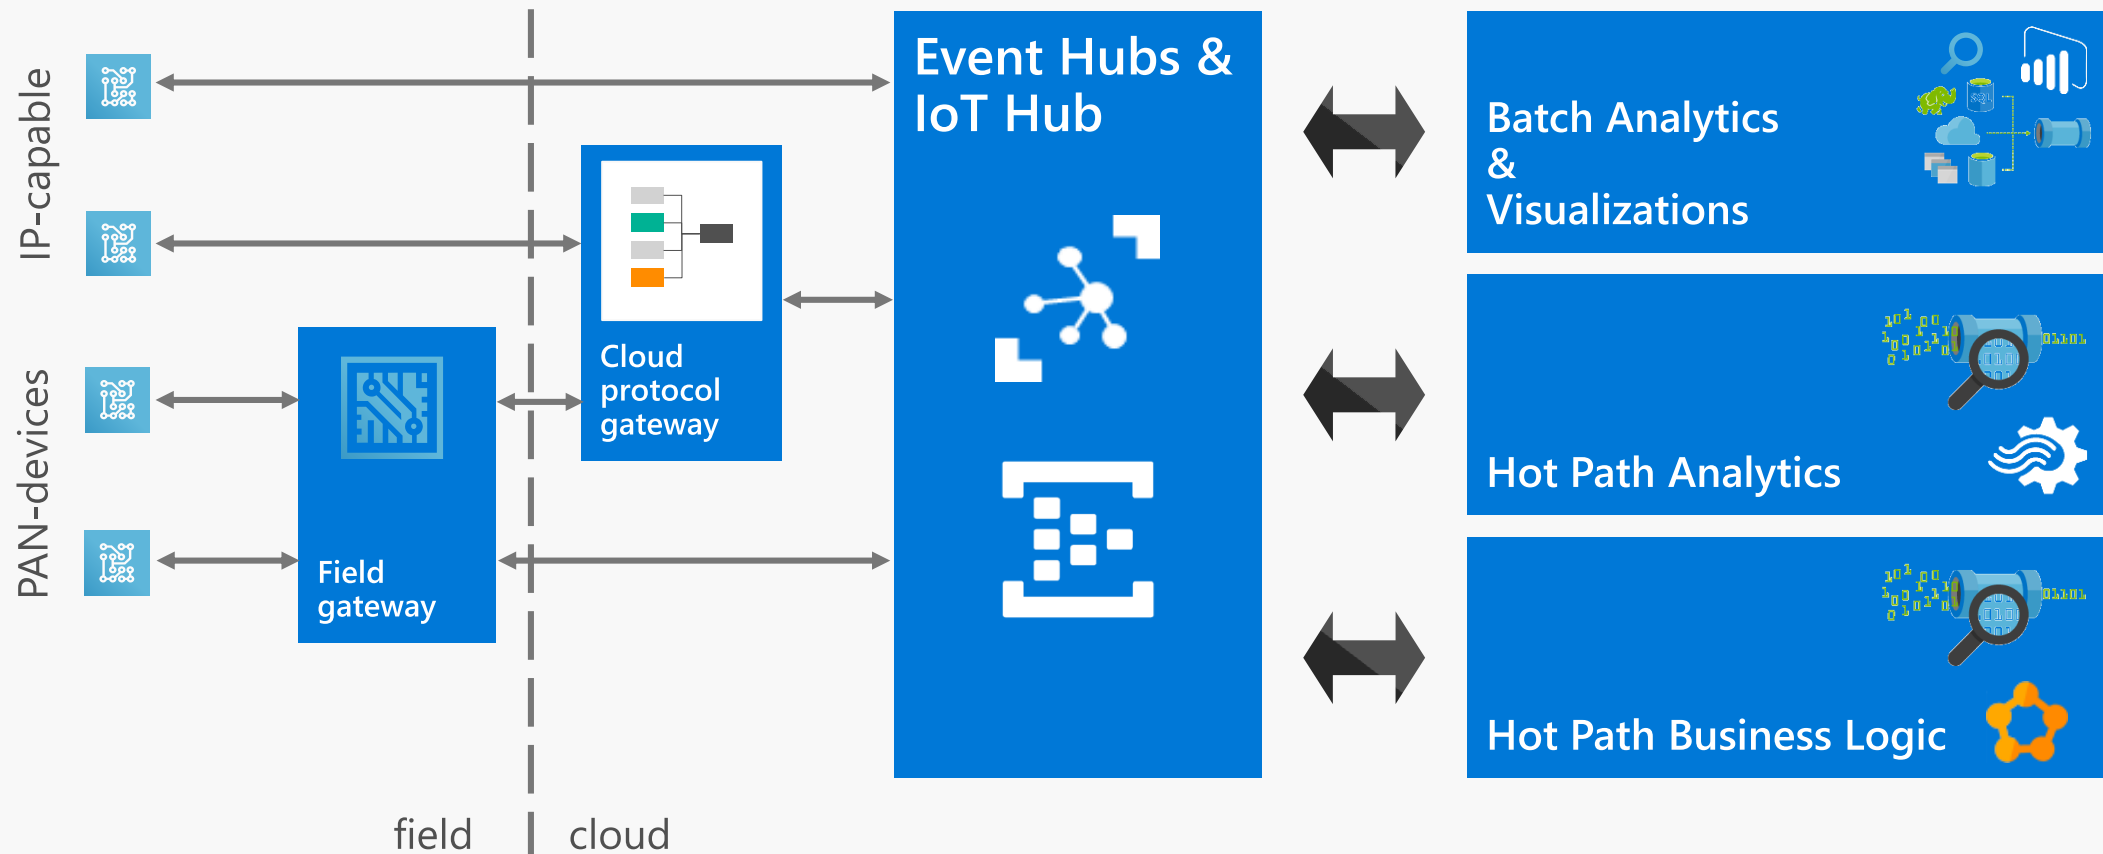 IP-capable
PAN-devices
Field
gateway
Cloud
protocol
gateway
Event Hubs &
IoT Hub
Batch Analytics
&
Visualizations
SQL
Hot Path Analytics
Hot Path Business Logic
field
cloud